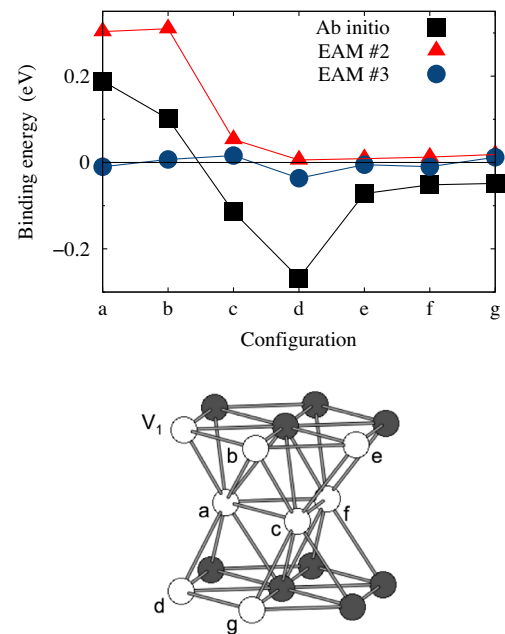 Ab initio
EAM #2
EAM #3
0.2
0
−0.2
Binding energy (eV)
a b c d e f g
Configuration
V1
b e
a f
c
d
g